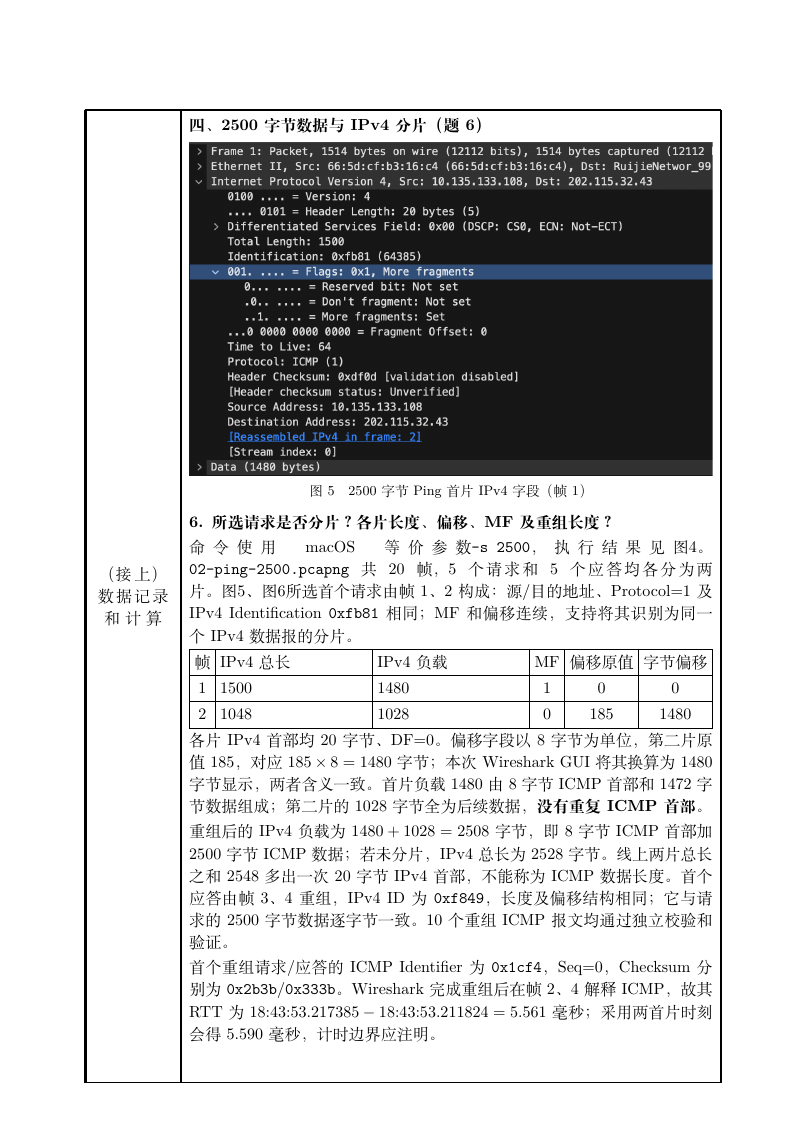 四、2500 字节数据与 IPv4 分片（题 6）
Frame 1: Packet, 1514 bytes on wire (12112 bits), 1514 bytes captured (12112
Ethernet II, Src: 66:5d:cf:b3:16:c4 (66:5d:cf:b3:16:c4), Dst: RuijieNetwor_99
Internet Protocol Version 4, Src: 10.135.133.108, Dst: 202.115.32.43
0100 .... = Version: 4
.... 0101 = Header Length: 20 bytes (5)
Differentiated Services Field: 0x00 (DSCP: CS0, ECN: Not-ECT)
Total Length: 1500
Identification: 0xfb81 (64385)
001. .... = Flags: 0x1, More fragments
0... .... = Reserved bit: Not set
.0.. .... = Don't fragment: Not set
..1. .... = More fragments: Set
...0 0000 0000 0000 = Fragment Offset: 0
Time to Live: 64
Protocol: ICMP (1)
Header Checksum: 0xdf0d [validation disabled]
[Header checksum status: Unverified]
Source Address: 10.135.133.108
Destination Address: 202.115.32.43
[Reassembled IPv4 in frame: 2]
[Stream index: 0]
Data (1480 bytes)
图 5 2500 字节 Ping 首片 IPv4 字段（帧 1）
6. 所选请求是否分片？各片长度、偏移、MF 及重组长度？
命令使用 macOS 等价参数-s 2500，执行结果见图4。
02-ping-2500.pcapng 共 20 帧，5 个请求和 5 个应答均各分为两
片。图5、图6所选首个请求由帧 1、2 构成：源/目的地址、Protocol=1 及
IPv4 Identification 0xfb81 相同；MF 和偏移连续，支持将其识别为同一
个 IPv4 数据报的分片。
帧 IPv4 总长 IPv4 负载 MF 偏移原值 字节偏移
1 1500 1480 1 0 0
2 1048 1028 0 185 1480
各片 IPv4 首部均 20 字节、DF=0。偏移字段以 8 字节为单位，第二片原
值 185，对应 185 × 8 = 1480 字节；本次 Wireshark GUI 将其换算为 1480
字节显示，两者含义一致。首片负载 1480 由 8 字节 ICMP 首部和 1472 字
节数据组成；第二片的 1028 字节全为后续数据，没有重复 ICMP 首部。
重组后的 IPv4 负载为 1480 + 1028 = 2508 字节，即 8 字节 ICMP 首部加
2500 字节 ICMP 数据；若未分片，IPv4 总长为 2528 字节。线上两片总长
之和 2548 多出一次 20 字节 IPv4 首部，不能称为 ICMP 数据长度。首个
应答由帧 3、4 重组，IPv4 ID 为 0xf849，长度及偏移结构相同；它与请
求的 2500 字节数据逐字节一致。10 个重组 ICMP 报文均通过独立校验和
验证。
首个重组请求/应答的 ICMP Identifier 为 0x1cf4，Seq=0，Checksum 分
别为 0x2b3b/0x333b。Wireshark 完成重组后在帧 2、4 解释 ICMP，故其
RTT 为 18:43:53.217385 − 18:43:53.211824 = 5.561 毫秒；采用两首片时刻
会得 5.590 毫秒，计时边界应注明。
（接上）
数据记录
和计算